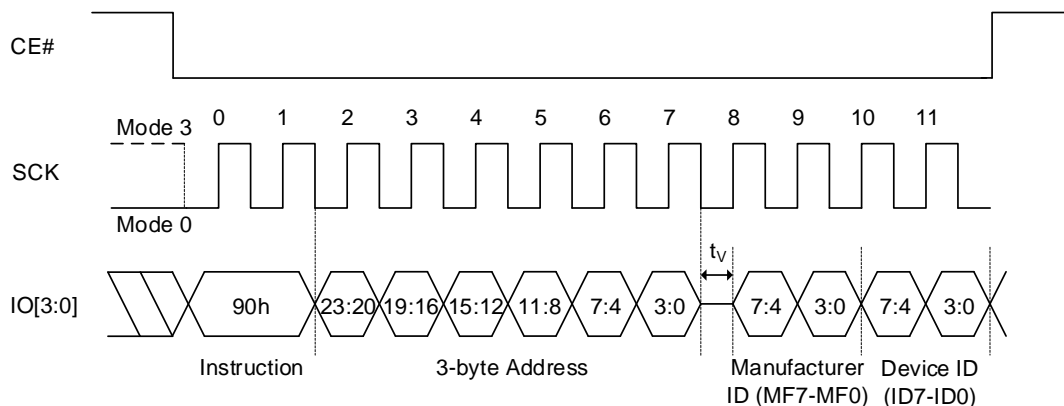 CE#
0 1 2 3 4 5 6 7 8 9 10 11
Mode 3
SCK
Mode 0
tV
IO[3:0] 90h 23:20 19:16 15:12 11:8 7:4 3:0 7:4 3:0 7:4 3:0
Instruction 3-byte Address Manufacturer Device ID
ID (MF7-MF0) (ID7-ID0)